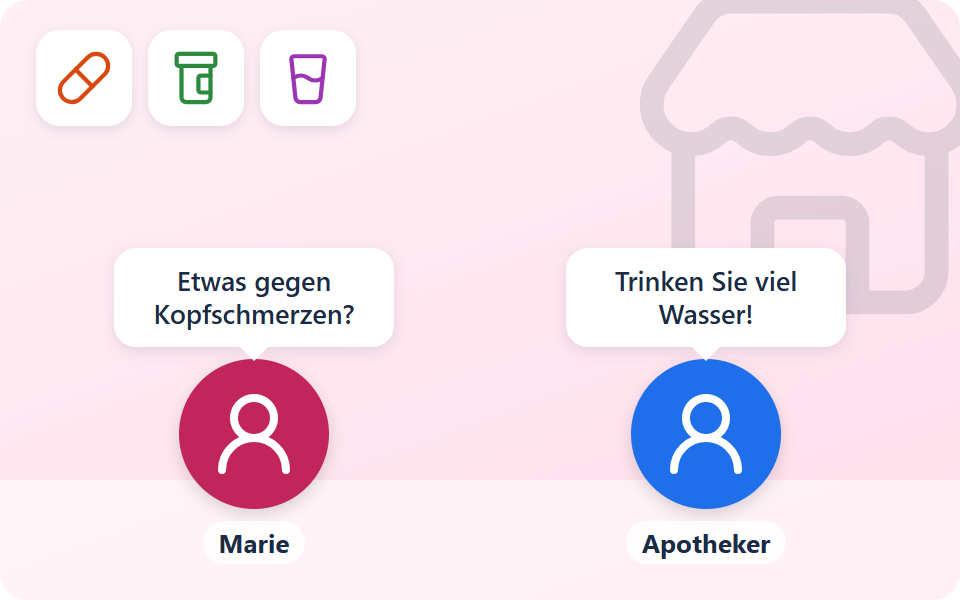 Etwas gegen
Kopfschmerzen?
Trinken Sie viel
Wasser!
Marie
Apotheker